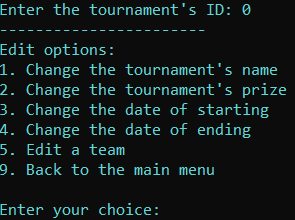 Enter the tournament's ID: 0
-----------------------
Edit options:
1. Change the tournament's name
2. Change the tournament's prize
3. Change the date of starting
4. Change the date of ending
5. Edit a team
9. Back to the main menu
Enter your choice: